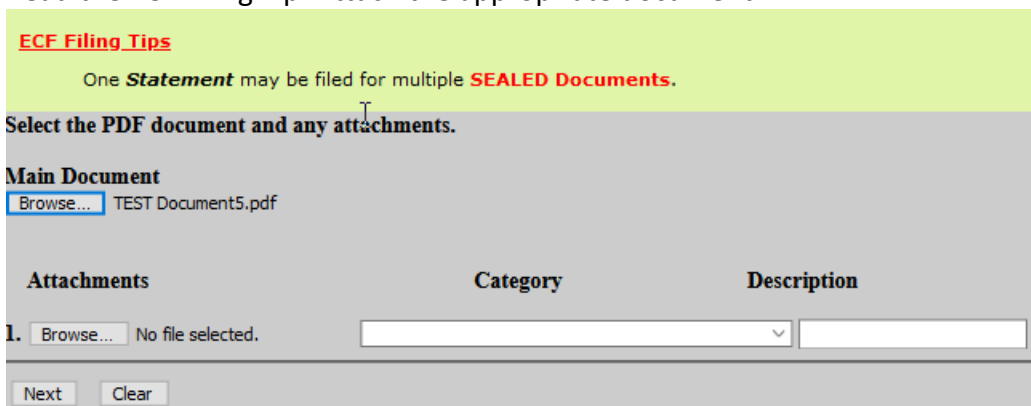 ECF Filing Tips
One Statement may be filed for multiple SEALED Documents.
Select the PDF document and any attachments.
Main Document
Browse... TEST Document5.pdf
Attachments Category Description
1. Browse... No file selected.
Next Clear